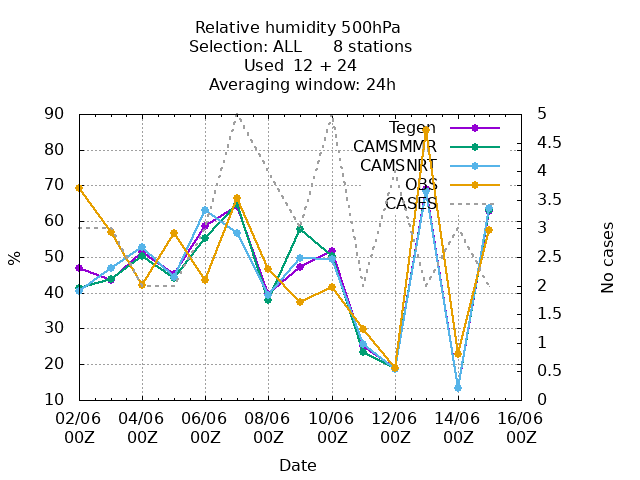 Relative humidity 500hPa
Selection: ALL 8 stations
Used 12 + 24
Averaging window: 24h
90
80
70
60
50
40
30
20
10
%
5
4.5
4
3.5
3
2.5
2
1.5
1
0.5
0
No cases
Tegen
CAMSMMR
CAMSNRT
OBS
CASES
02/06 04/06 06/06 08/06 10/06 12/06 14/06 16/06
00Z 00Z 00Z 00Z 00Z 00Z 00Z 00Z
Date